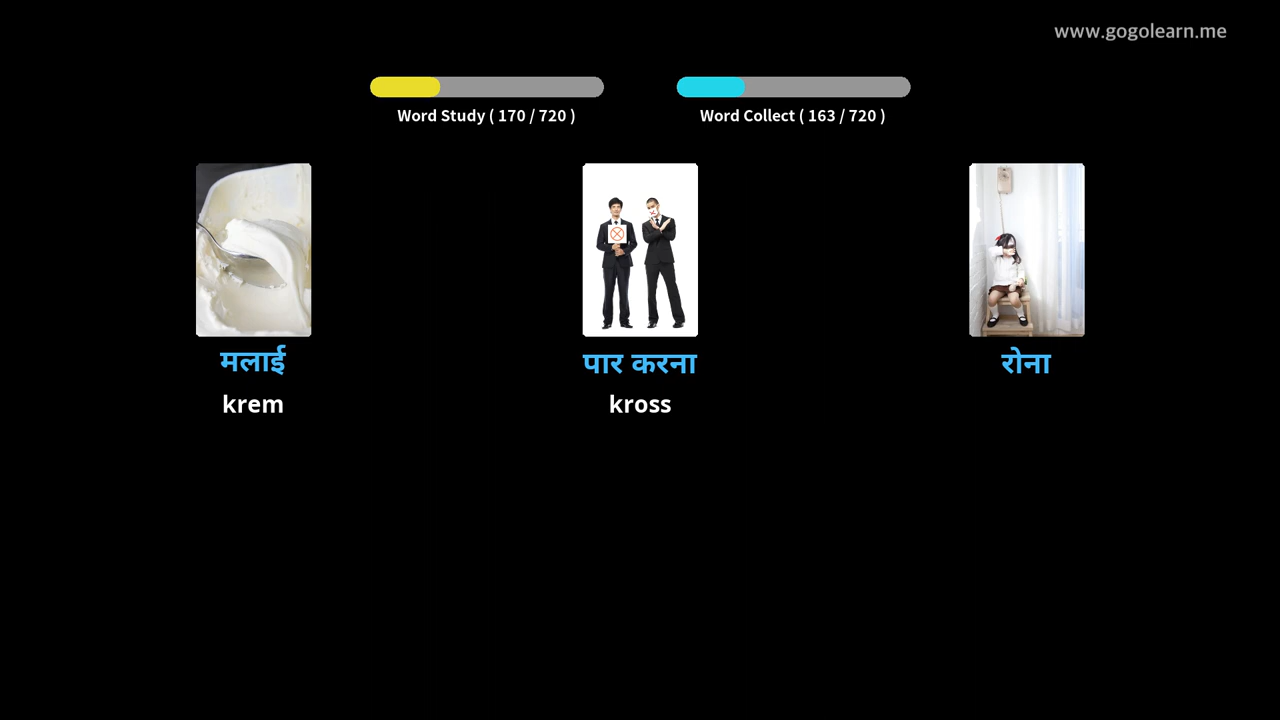 www.gogolearn.me
Word Study ( 170 / 720 )
Word Collect ( 163 / 720 )
मलाई
पार करना
रोना
krem
kross